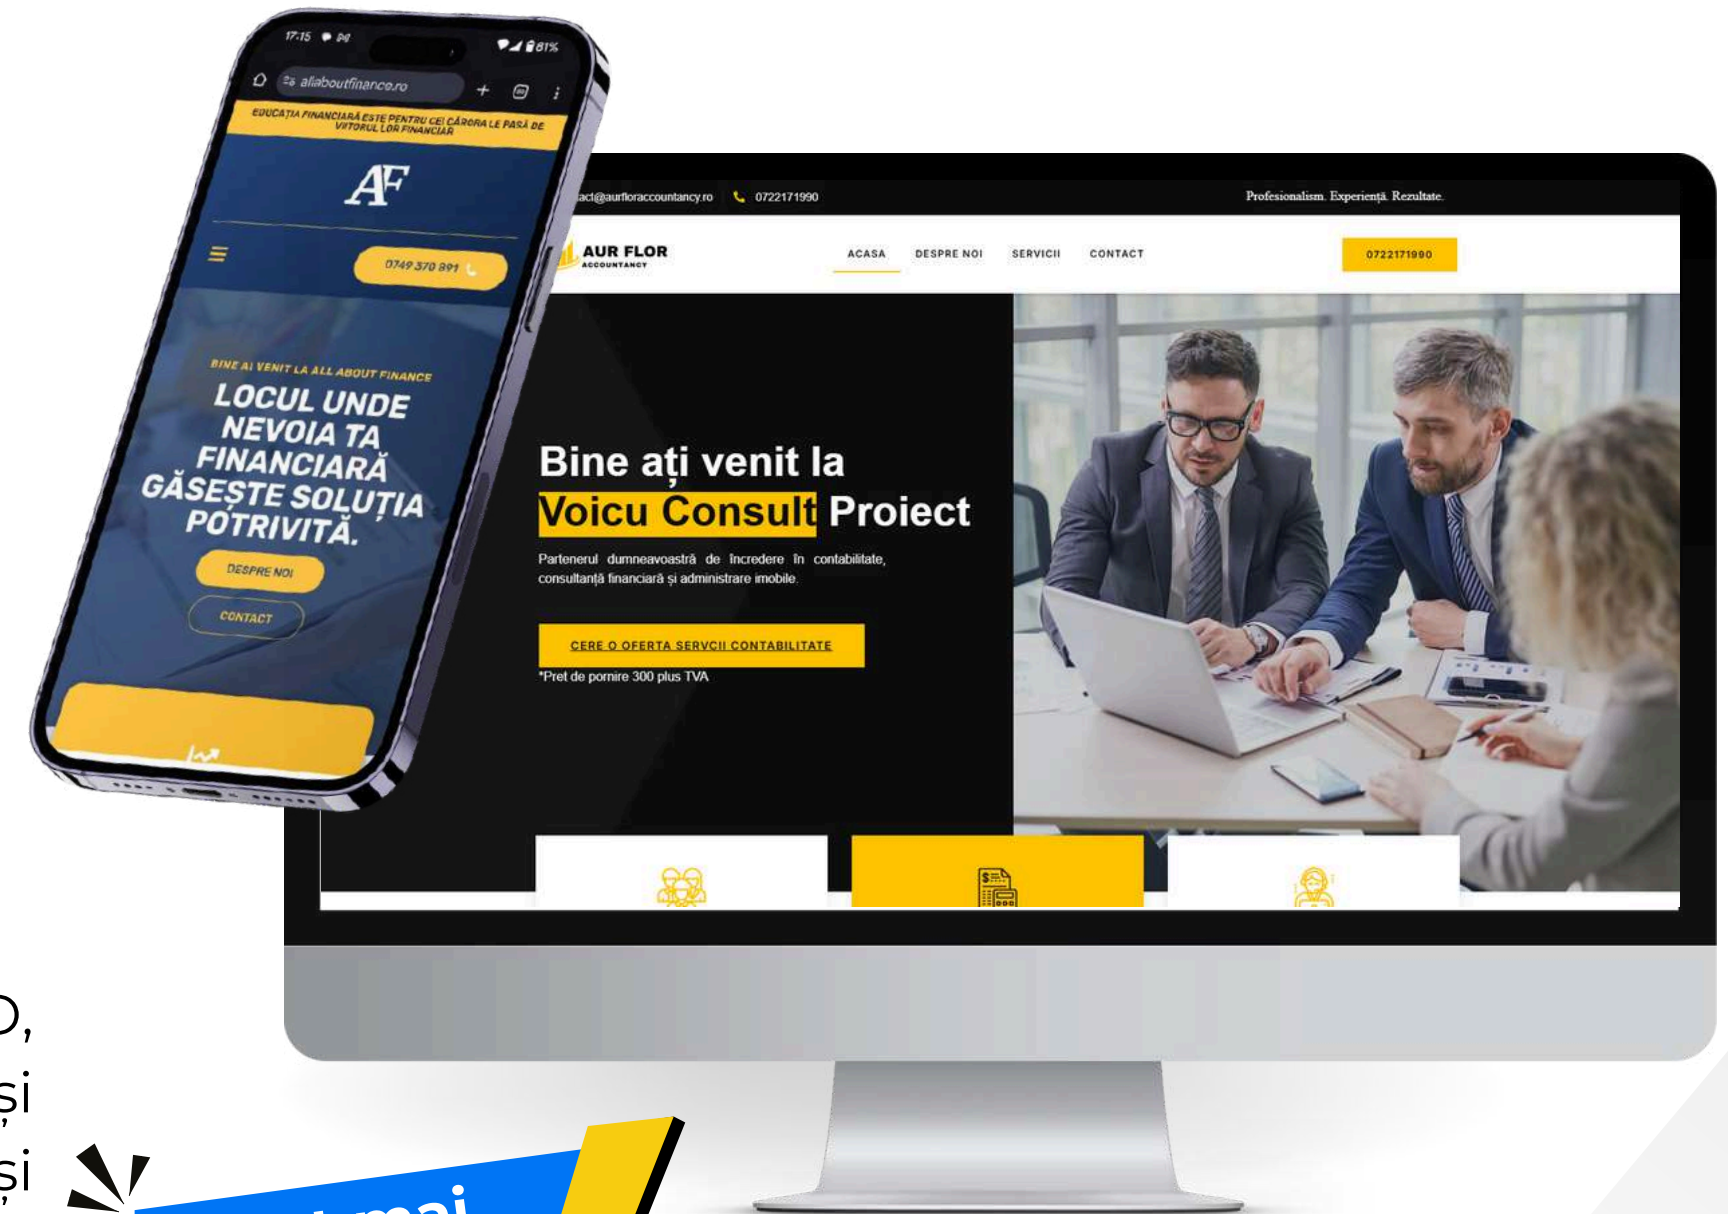 17:15
81%
allaboutfinance.ro
EDUCAȚIA FINANCIARĂ ESTE PENTRU CEI CĂRORA LE PASĂ DE
VIITORUL LOR FINANCIAR
AF
0749 370 891
BINE AI VENIT LA ALL ABOUT FINANCE
LOCUL UNDE
NEVOIA TA
FINANCIARĂ
GĂSEȘTE SOLUȚIA
POTRIVITĂ.
DESPRE NOI
CONTACT
act@aurfloraccountancy.ro 0722171990
Profesionalism. Experiență. Rezultate.
AUR FLOR
ACCOUNTANCY
ACASA DESPRE NOI SERVICII CONTACT
0722171990
Bine ați venit la
Voicu Consult Proiect
Partenerul dumneavoastră de încredere în contabilitate,
consultanță financiară și administrare imobile.
CERE O OFERTA SERVCII CONTABILITATE
*Pret de pornire 300 plus TVA
O,
și
și
mai